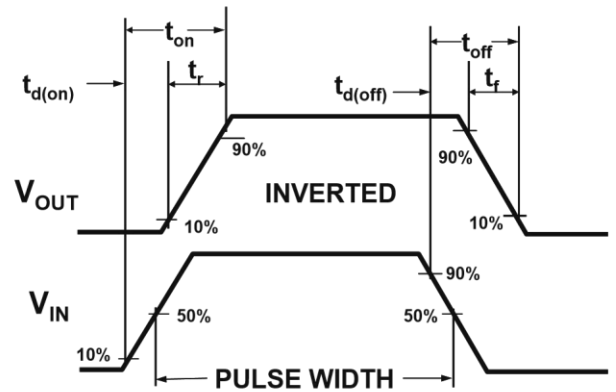 t_on
t_off
t_d(on)
t_r
t_d(off)
t_f
90%
90%
V_OUT
INVERTED
10%
10%
90%
V_IN
50%
50%
10%
PULSE WIDTH